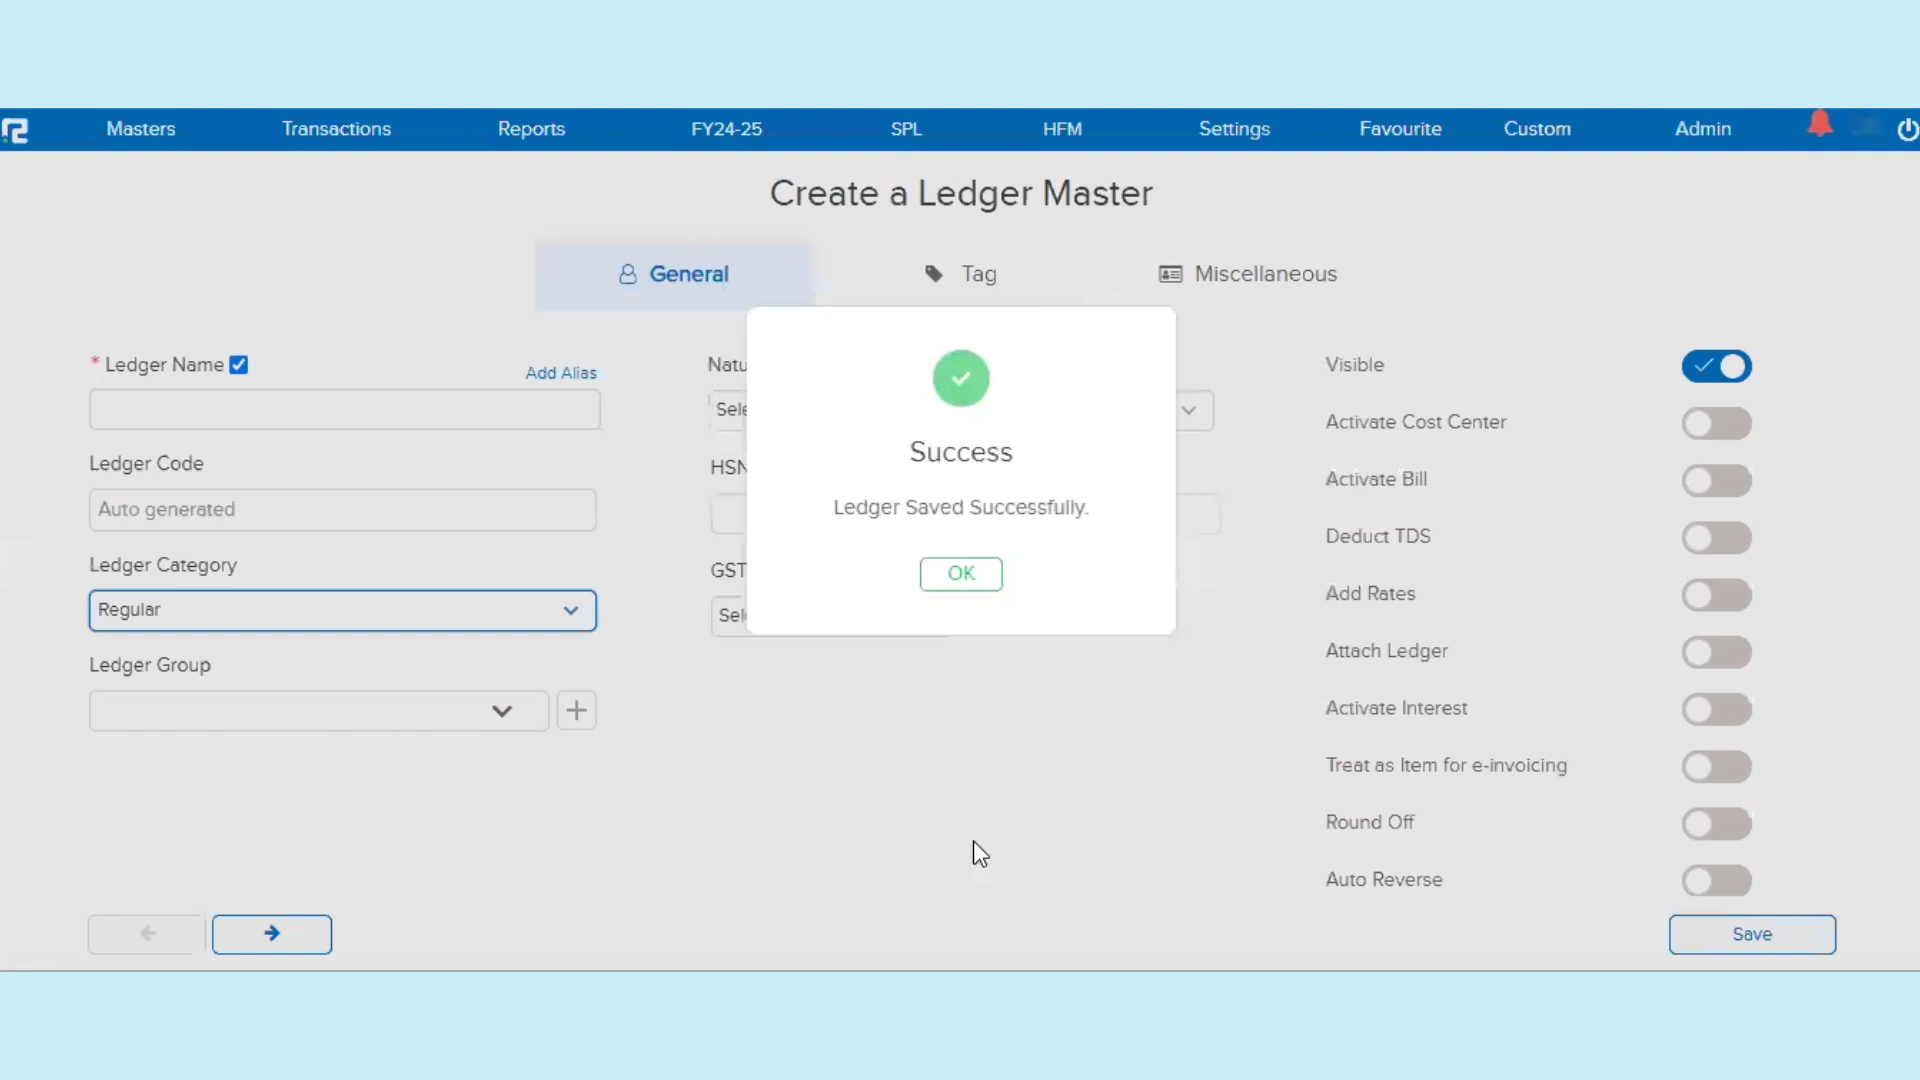 Masters Transactions Reports FY24-25 SPL HFM Settings Favourite Custom Admin
Create a Ledger Master
General Tag Miscellaneous
* Ledger Name
Add Alias
Ledger Code
Auto generated
Ledger Category
Regular
Ledger Group
Natu
Sele
HSN
GST
Sel
Success
Ledger Saved Successfully.
OK
Visible
Activate Cost Center
Activate Bill
Deduct TDS
Add Rates
Attach Ledger
Activate Interest
Treat as Item for e-invoicing
Round Off
Auto Reverse
Save